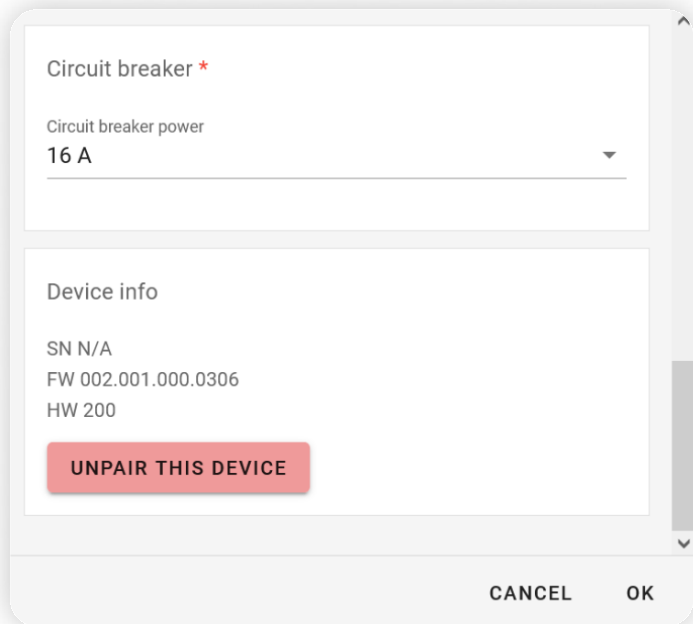 Circuit breaker *
Circuit breaker power
16 A
Device info
SN N/A
FW 002.001.000.0306
HW 200
UNPAIR THIS DEVICE
CANCEL OK